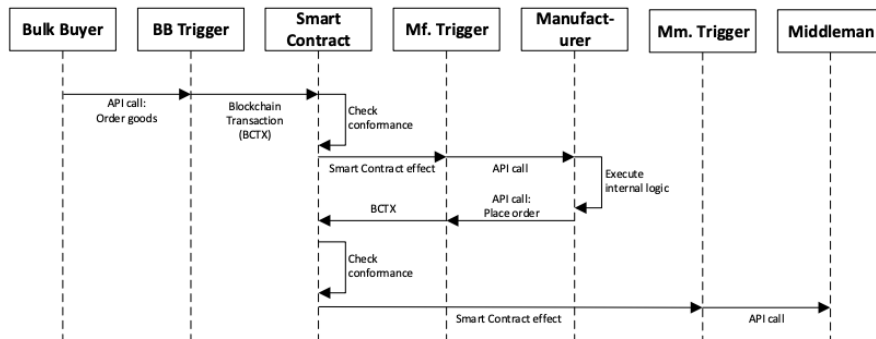 Bulk Buyer
BB Trigger
Smart
Contract
Mf. Trigger
Manufact-
urer
Mm. Trigger
Middleman
API call:
Order goods
Blockchain
Transaction
(BCTX)
Check
conformance
Smart Contract effect
API call
Execute
internal logic
BCTX
API call:
Place order
Check
conformance
Smart Contract effect
API call